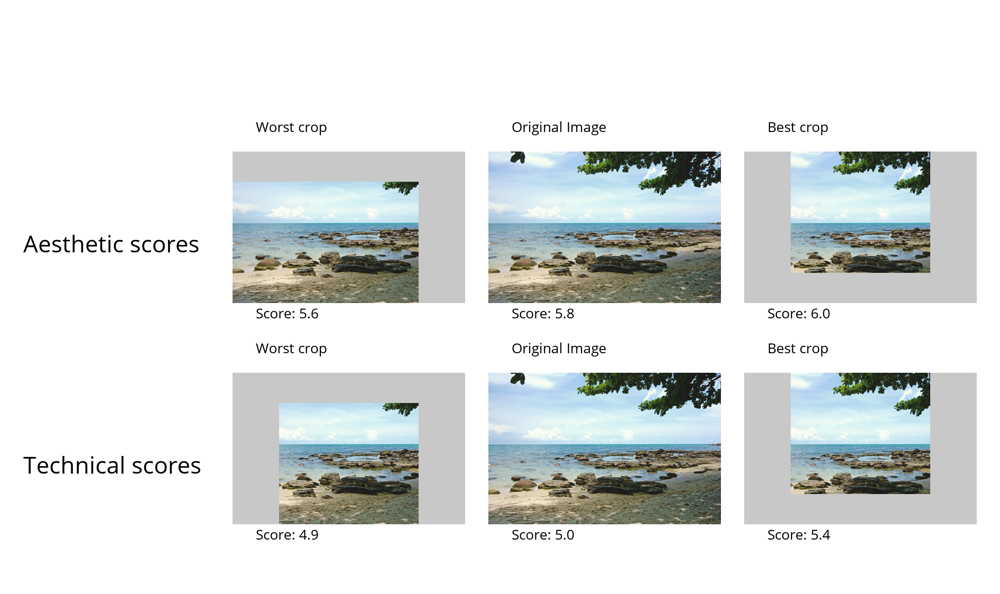 Worst crop
Original Image
Best crop
Aesthetic scores
Score: 5.6
Score: 5.8
Score: 6.0
Worst crop
Original Image
Best crop
Technical scores
Score: 4.9
Score: 5.0
Score: 5.4